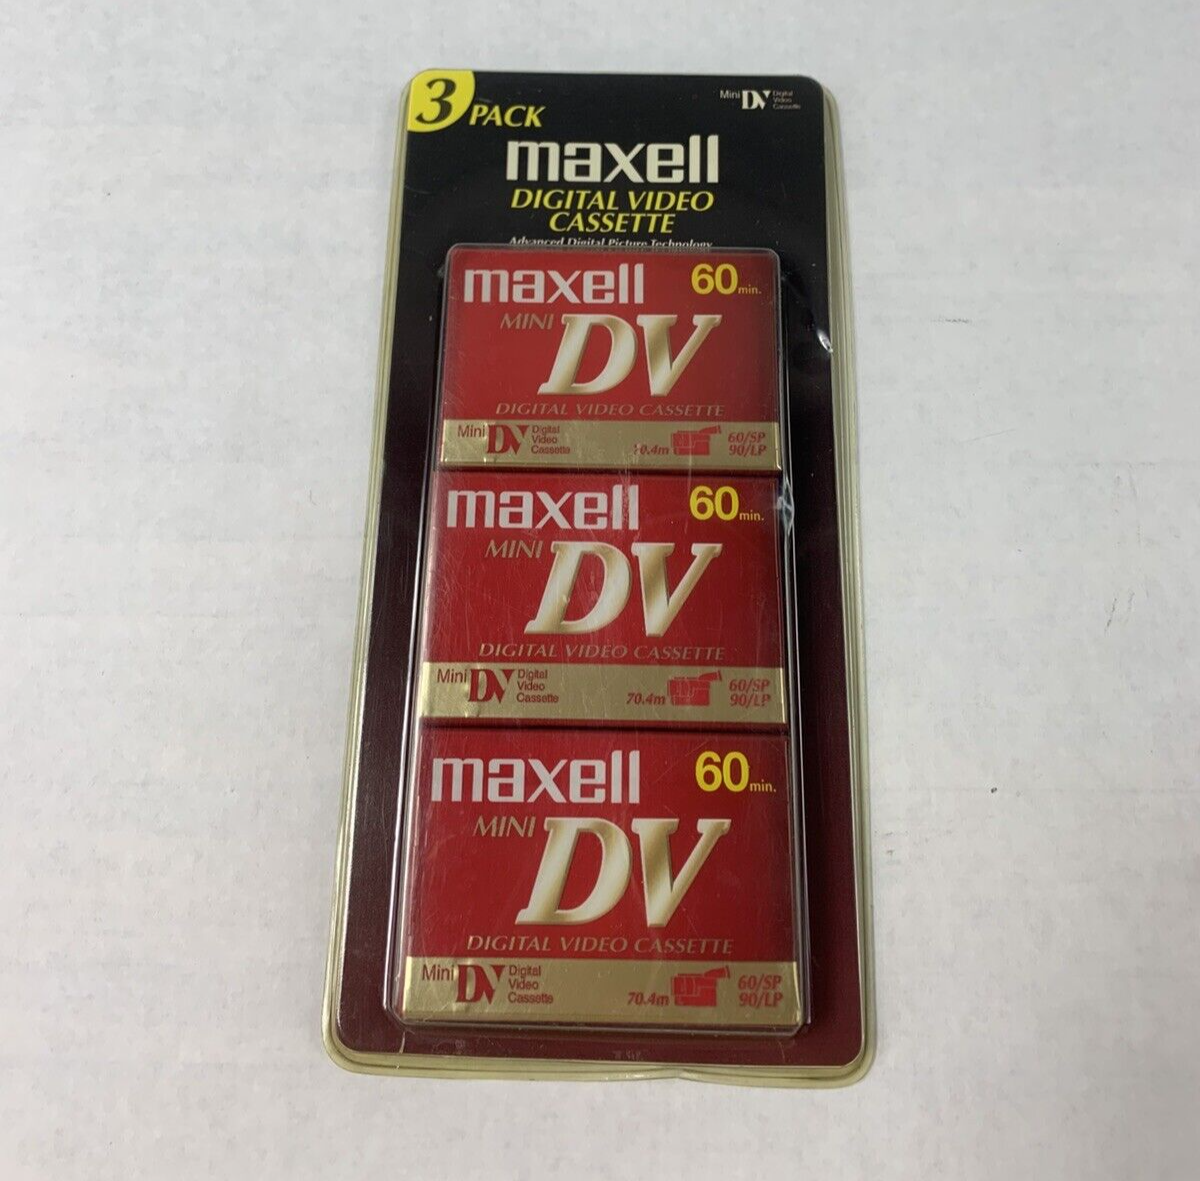 3 PACK
Mini DV Digital Video Cassette
maxell
DIGITAL VIDEO
CASSETTE
Advanced Digital Picture Technology
maxell 60 min.
MINI DV
DIGITAL VIDEO CASSETTE
Mini DV Digital Video Cassette 70.4m 60/SP 90/LP
maxell 60 min.
MINI DV
DIGITAL VIDEO CASSETTE
Mini DV Digital Video Cassette 70.4m 60/SP 90/LP
maxell 60 min.
MINI DV
DIGITAL VIDEO CASSETTE
Mini DV Digital Video Cassette 70.4m 60/SP 90/LP